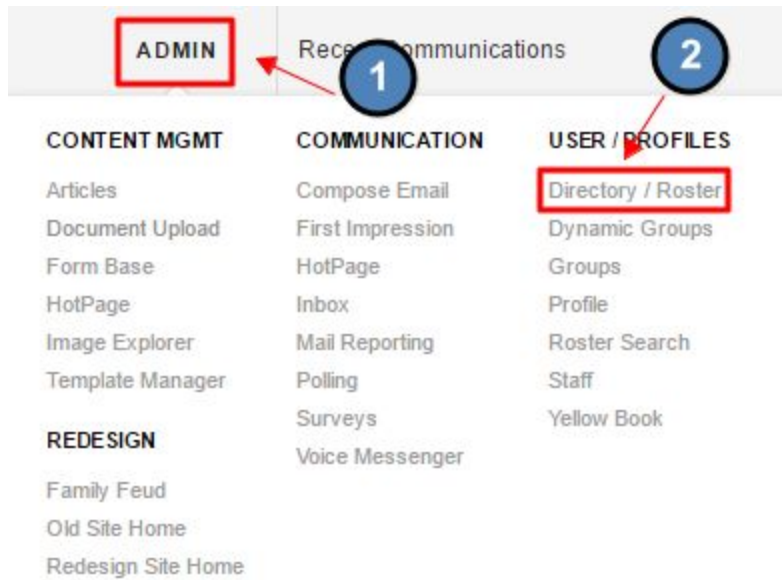 ADMIN
Recent Communications
1
2
CONTENT MGMT
Articles
Document Upload
Form Base
HotPage
Image Explorer
Template Manager
REDESIGN
Family Feud
Old Site Home
Redesign Site Home
COMMUNICATION
Compose Email
First Impression
HotPage
Inbox
Mail Reporting
Polling
Surveys
Voice Messenger
USER / PROFILES
Directory / Roster
Dynamic Groups
Groups
Profile
Roster Search
Staff
Yellow Book